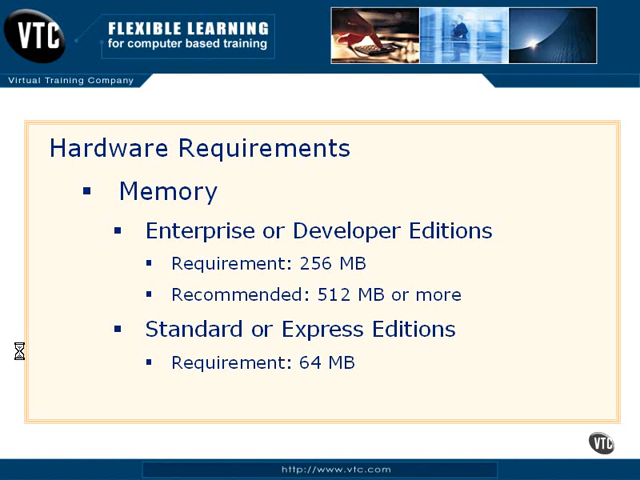 VTC
FLEXIBLE LEARNING
for computer based training
Virtual Training Company
Hardware Requirements
Memory
Enterprise or Developer Editions
Requirement: 256 MB
Recommended: 512 MB or more
Standard or Express Editions
Requirement: 64 MB
VTC
http://www.vtc.com